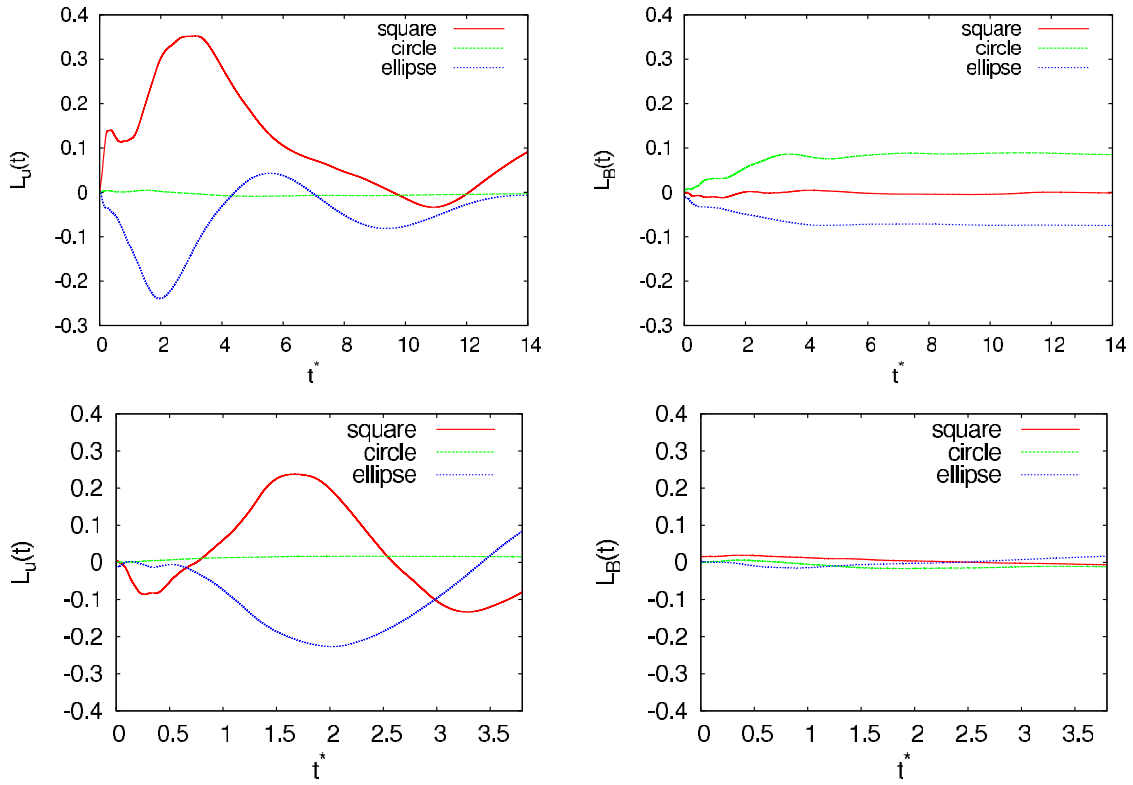 0.4
0.3
0.2
0.1
0
-0.1
-0.2
-0.3
0 2 4 6 8 10 12 14
L_u(t)
t*
square
circle
ellipse
0.4
0.3
0.2
0.1
0
-0.1
-0.2
-0.3
0 2 4 6 8 10 12 14
L_B(t)
t*
square
circle
ellipse
0.4
0.3
0.2
0.1
0
-0.1
-0.2
-0.3
-0.4
0 0.5 1 1.5 2 2.5 3 3.5
L_u(t)
t*
square
circle
ellipse
0.4
0.3
0.2
0.1
0
-0.1
-0.2
-0.3
-0.4
0 0.5 1 1.5 2 2.5 3 3.5
L_B(t)
t*
square
circle
ellipse